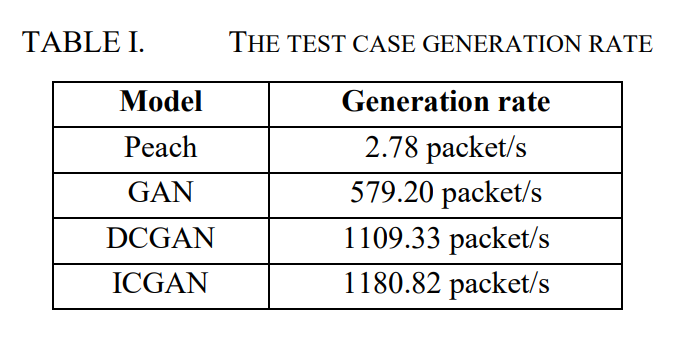 TABLE I. THE TEST CASE GENERATION RATE
Model Generation rate
Peach 2.78 packet/s
GAN 579.20 packet/s
DCGAN 1109.33 packet/s
ICGAN 1180.82 packet/s